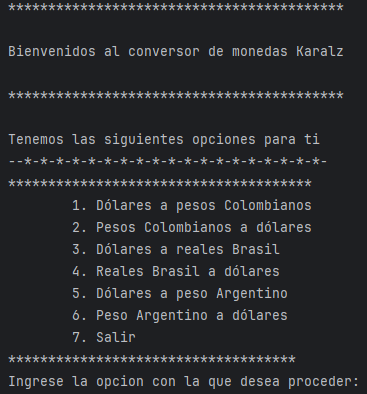 ******************************************
Bienvenidos al conversor de monedas Karalz
******************************************
Tenemos las siguientes opciones para ti
--*-*-*-*-*-*-*-*-*-*-*-*-*-*-*-*-*-*-*-
**************************************
1. Dólares a pesos Colombianos
2. Pesos Colombianos a dólares
3. Dólares a reales Brasil
4. Reales Brasil a dólares
5. Dólares a peso Argentino
6. Peso Argentino a dólares
7. Salir
************************************
Ingrese la opcion con la que desea proceder: